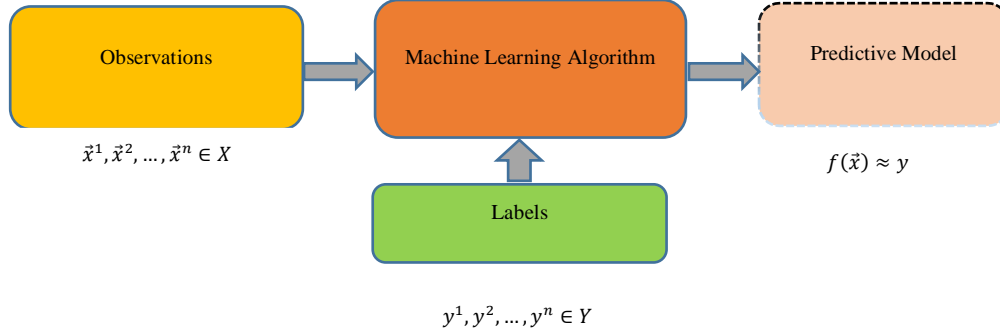 Observations
Machine Learning Algorithm
Predictive Model
x⃗¹, x⃗², …, x⃗ⁿ ∈ X
f(x⃗) ≈ y
Labels
y¹, y², …, yⁿ ∈ Y